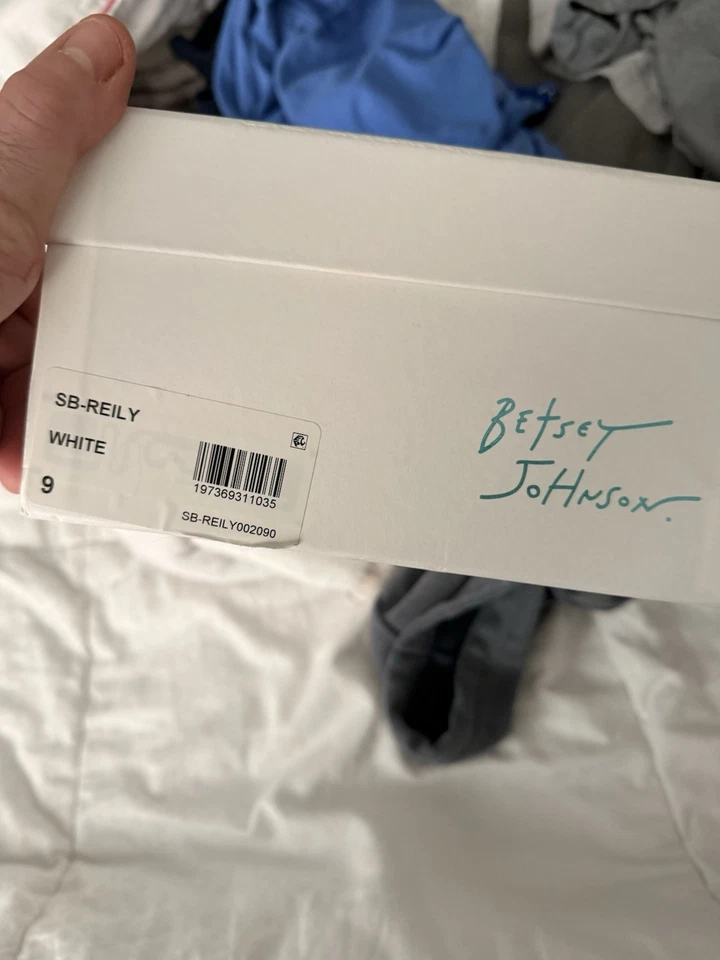 SB-REILY
WHITE
9
197369311035
SB-REILY002090
BETSEY
JOHNSON.